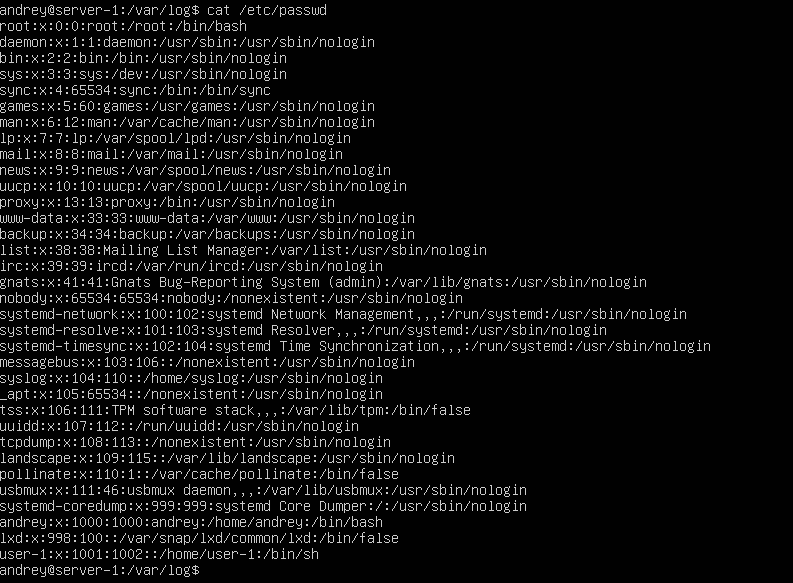 andrey@server-1:/var/log$ cat /etc/passwd
root:x:0:0:root:/root:/bin/bash
daemon:x:1:1:daemon:/usr/sbin:/usr/sbin/nologin
bin:x:2:2:bin:/bin:/usr/sbin/nologin
sys:x:3:3:sys:/dev:/usr/sbin/nologin
sync:x:4:65534:sync:/bin:/bin/sync
games:x:5:60:games:/usr/games:/usr/sbin/nologin
man:x:6:12:man:/var/cache/man:/usr/sbin/nologin
lp:x:7:7:lp:/var/spool/lpd:/usr/sbin/nologin
mail:x:8:8:mail:/var/mail:/usr/sbin/nologin
news:x:9:9:news:/var/spool/news:/usr/sbin/nologin
uucp:x:10:10:uucp:/var/spool/uucp:/usr/sbin/nologin
proxy:x:13:13:proxy:/bin:/usr/sbin/nologin
www-data:x:33:33:www-data:/var/www:/usr/sbin/nologin
backup:x:34:34:backup:/var/backups:/usr/sbin/nologin
list:x:38:38:Mailing List Manager:/var/list:/usr/sbin/nologin
irc:x:39:39:ircd:/var/run/ircd:/usr/sbin/nologin
gnats:x:41:41:Gnats Bug-Reporting System (admin):/var/lib/gnats:/usr/sbin/nologin
nobody:x:65534:65534:nobody:/nonexistent:/usr/sbin/nologin
systemd-network:x:100:102:systemd Network Management,,,:/run/systemd:/usr/sbin/nologin
systemd-resolve:x:101:103:systemd Resolver,,,:/run/systemd:/usr/sbin/nologin
systemd-timesync:x:102:104:systemd Time Synchronization,,,:/run/systemd:/usr/sbin/nologin
messagebus:x:103:106::/nonexistent:/usr/sbin/nologin
syslog:x:104:110::/home/syslog:/usr/sbin/nologin
_apt:x:105:65534::/nonexistent:/usr/sbin/nologin
tss:x:106:111:TPM software stack,,,:/var/lib/tpm:/bin/false
uuidd:x:107:112::/run/uuidd:/usr/sbin/nologin
tcpdump:x:108:113::/nonexistent:/usr/sbin/nologin
landscape:x:109:115::/var/lib/landscape:/usr/sbin/nologin
pollinate:x:110:1::/var/cache/pollinate:/bin/false
usbmux:x:111:46:usbmux daemon,,,:/var/lib/usbmux:/usr/sbin/nologin
systemd-coredump:x:999:999:systemd Core Dumper:/:/usr/sbin/nologin
andrey:x:1000:1000:andrey:/home/andrey:/bin/bash
lxd:x:998:100::/var/snap/lxd/common/lxd:/bin/false
user-1:x:1001:1002::/home/user-1:/bin/sh
andrey@server-1:/var/log$